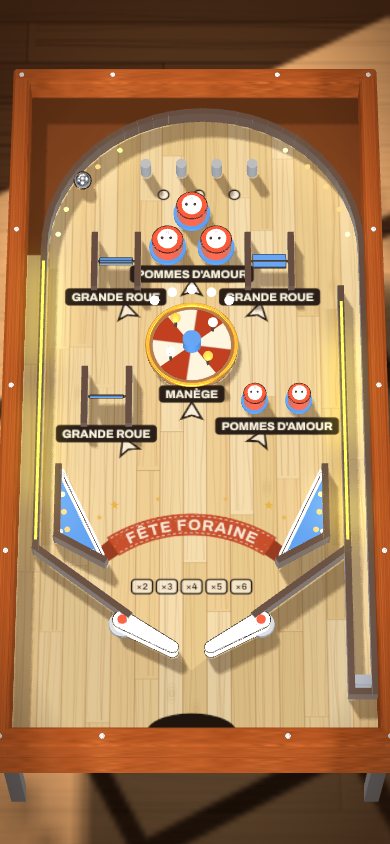 POMMES D'AMOUR
GRANDE ROUE
GRANDE ROUE
MANÈGE
POMMES D'AMOUR
GRANDE ROUE
FÊTE FORAINE
×2 ×3 ×4 ×5 ×6